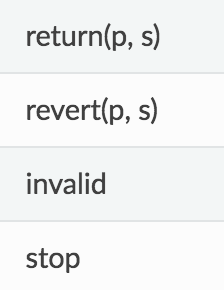 return(p, s)
revert(p, s)
invalid
stop